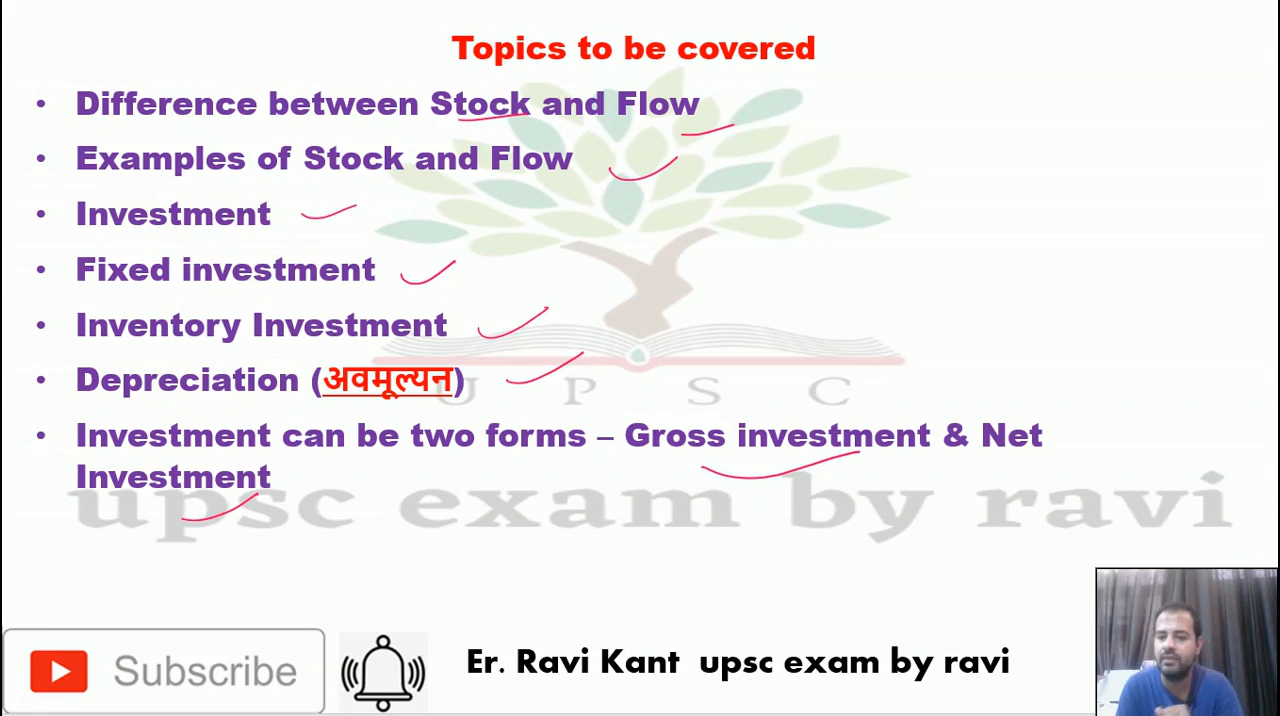 Topics to be covered
• Difference between Stock and Flow
• Examples of Stock and Flow
• Investment
• Fixed investment
• Inventory Investment
• Depreciation (अवमूल्यन)
• Investment can be two forms – Gross investment & Net
Investment
UPSC
upsc exam by ravi
Subscribe
Er. Ravi Kant upsc exam by ravi